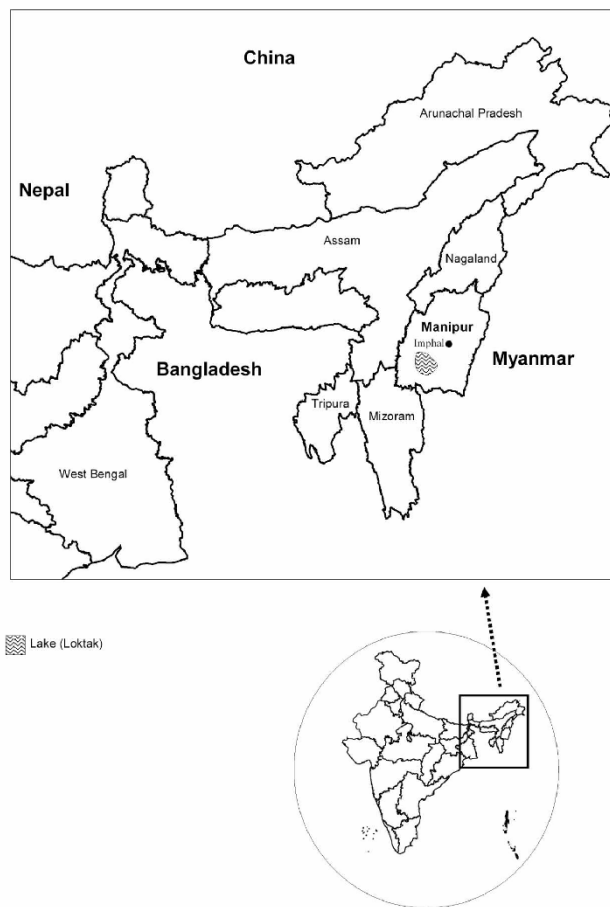 China
Arunachal Pradesh
Nepal
Assam
Nagaland
Manipur
Imphal
Myanmar
Bangladesh
Tripura
Mizoram
West Bengal
Lake (Loktak)